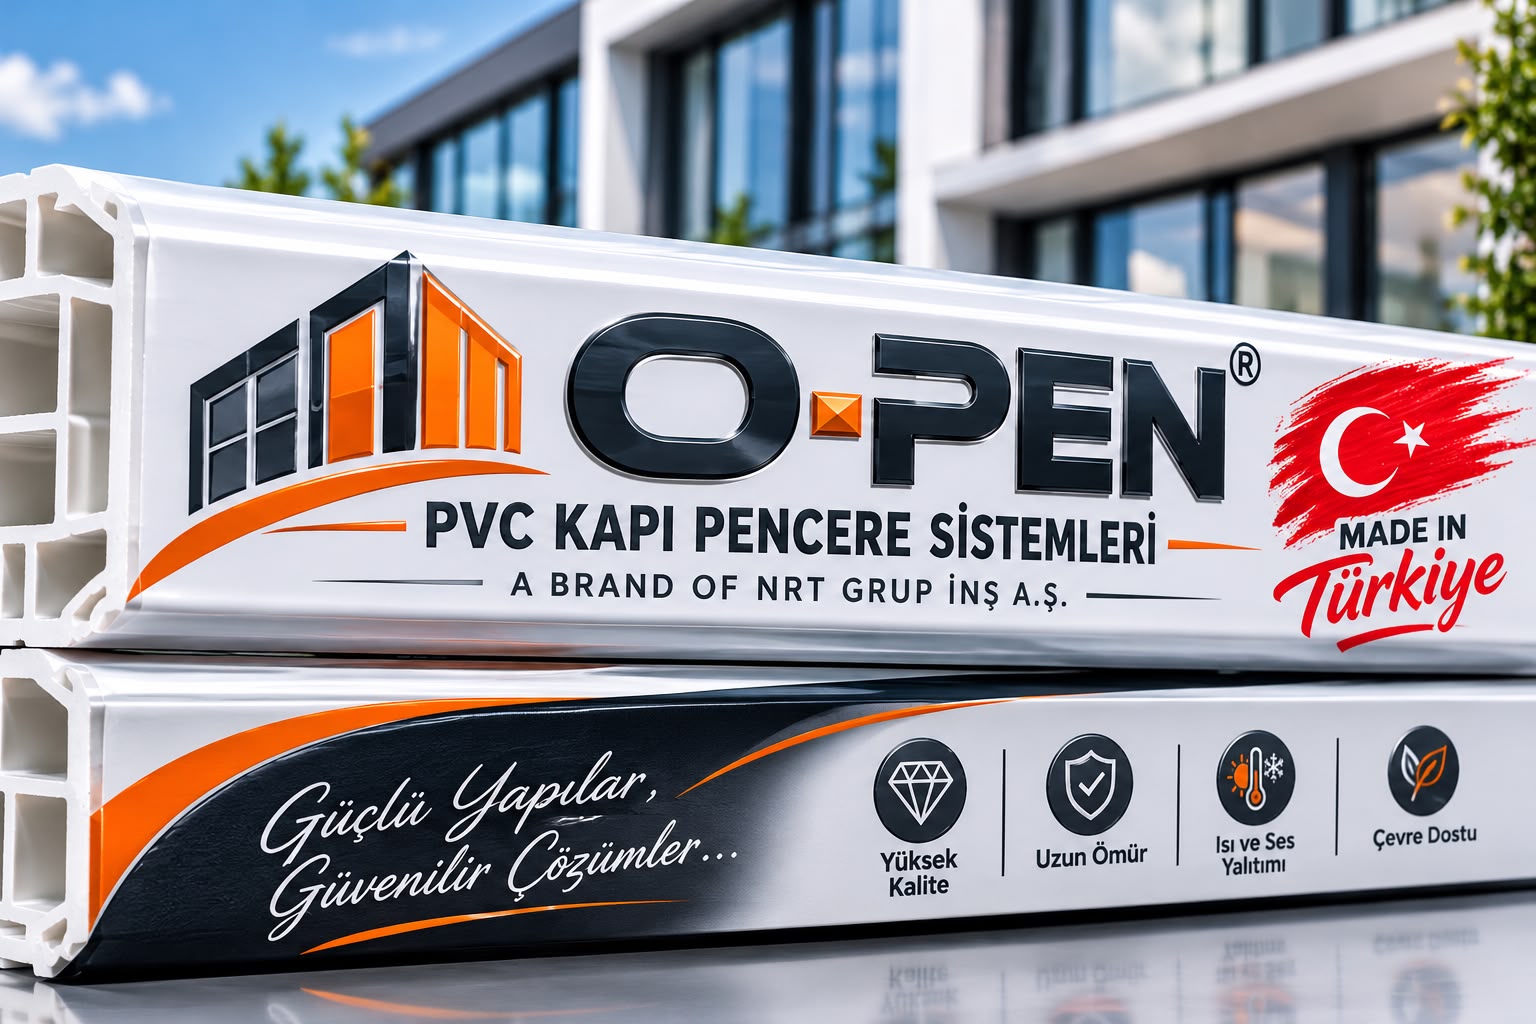 O-PEN®
PVC KAPI PENCERE SİSTEMLERİ
A BRAND OF NRT GRUP İNŞ A.Ş.
MADE IN
Türkiye
Güçlü Yapılar,
Güvenilir Çözümler...
Yüksek
Kalite
Uzun Ömür
Isı ve Ses
Yalıtımı
Çevre Dostu